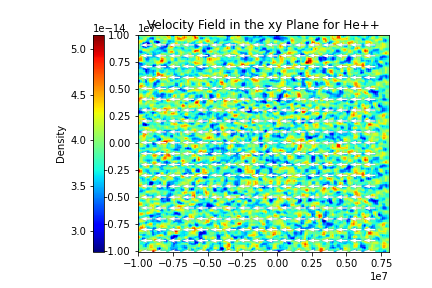 1e−14
1e7
Velocity Field in the xy Plane for He++
5.0
4.5
4.0
3.5
3.0
Density
1.00
0.75
0.50
0.25
0.00
−0.25
−0.50
−0.75
−1.00
−1.00 −0.75 −0.50 −0.25 0.00 0.25 0.50 0.75
1e7